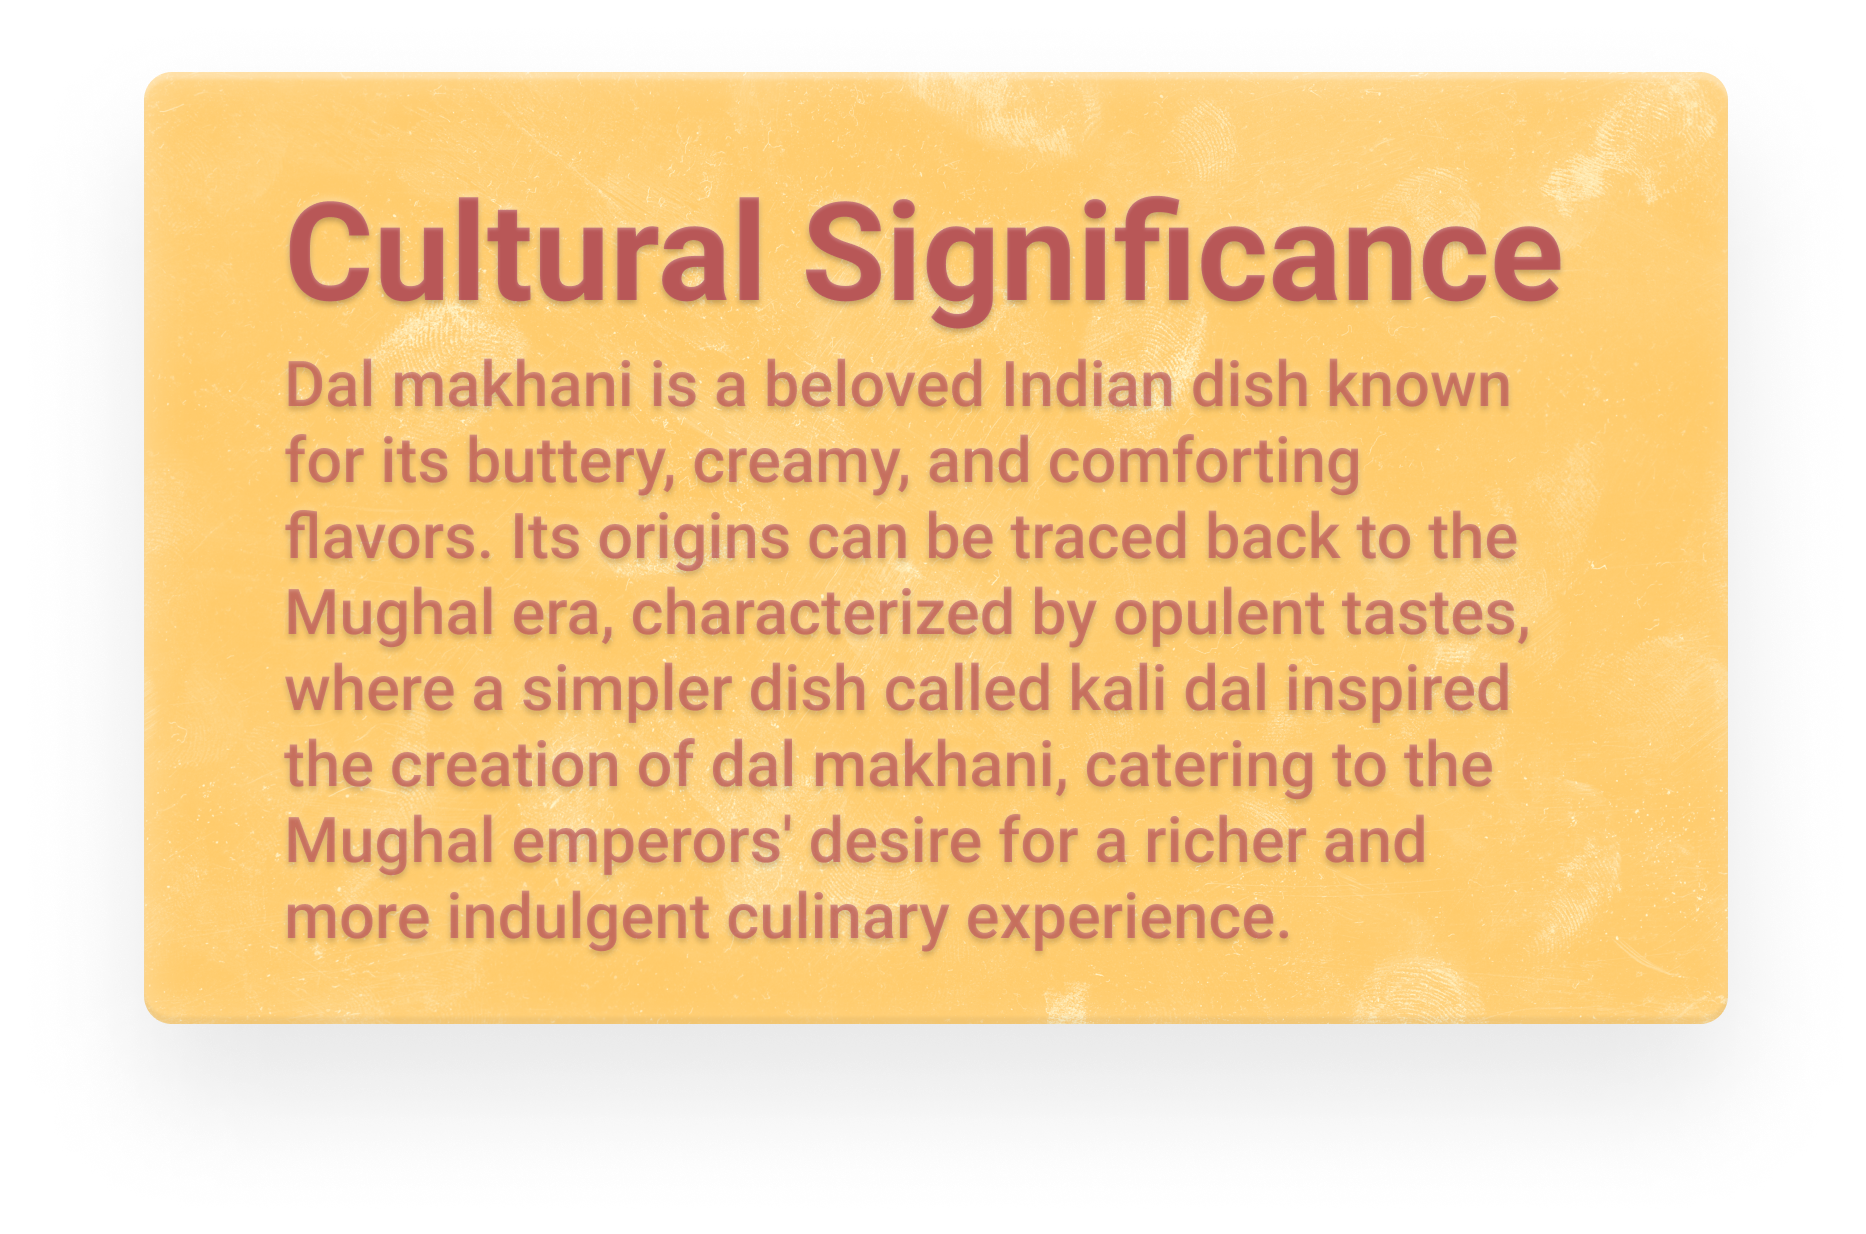 Cultural Significance
Dal makhani is a beloved Indian dish known
for its buttery, creamy, and comforting
flavors. Its origins can be traced back to the
Mughal era, characterized by opulent tastes,
where a simpler dish called kali dal inspired
the creation of dal makhani, catering to the
Mughal emperors' desire for a richer and
more indulgent culinary experience.